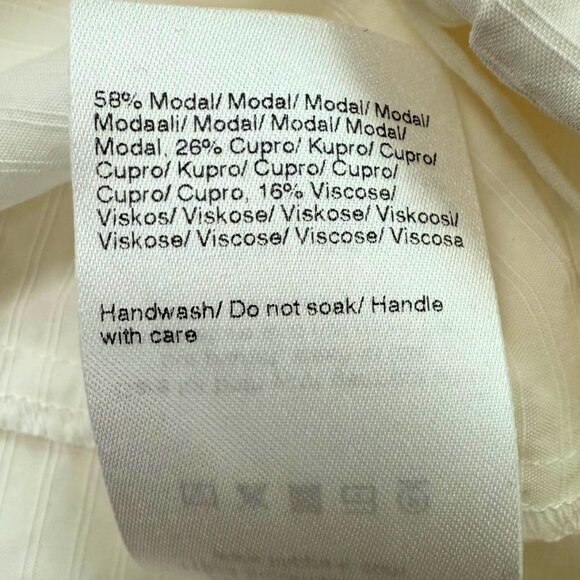 58% Modal/ Modal/ Modal/ Modal/
Modaali/ Modal/ Modal/ Modal/
Modal, 26% Cupro/ Kupro/ Cupro/
Cupro/ Kupro/ Cupro/ Cupro/
Cupro/ Cupro, 16% Viscose/
Viskos/ Viskose/ Viskose/ Viskoosi/
Viskose/ Viscose/ Viscose/ Viscosa
Handwash/ Do not soak/ Handle
with care